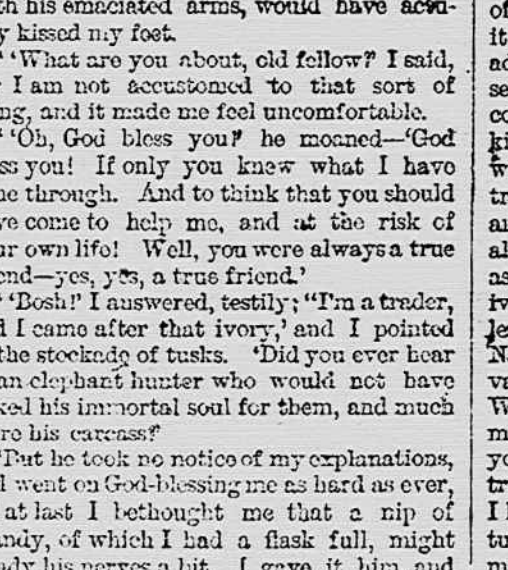 th his emaciated arms, would have actu-
y kissed my feet.
" 'What are you about, old fellow?' I said,
I am not accustomed to that sort of
ng, and it made me feel uncomfortable.
" 'Oh, God bless you!' he moaned—'God
ss you! If only you knew what I have
ne through. And to think that you should
ve come to help me, and at the risk of
ur own life! Well, you were always a true
end—yes, yes, a true friend.'
" 'Bosh!' I answered, testily; "I'm a trader,
d I came after that ivory,' and I pointed
the stockade of tusks. 'Did you ever hear
an elephant hunter who would not have
ked his immortal soul for them, and much
re his carcass?'
"But he took no notice of my explanations,
d went on God-blessing me as hard as ever,
at last I bethought me that a nip of
andy, of which I had a flask full, might
ady his nerves a bit. I gave it him and